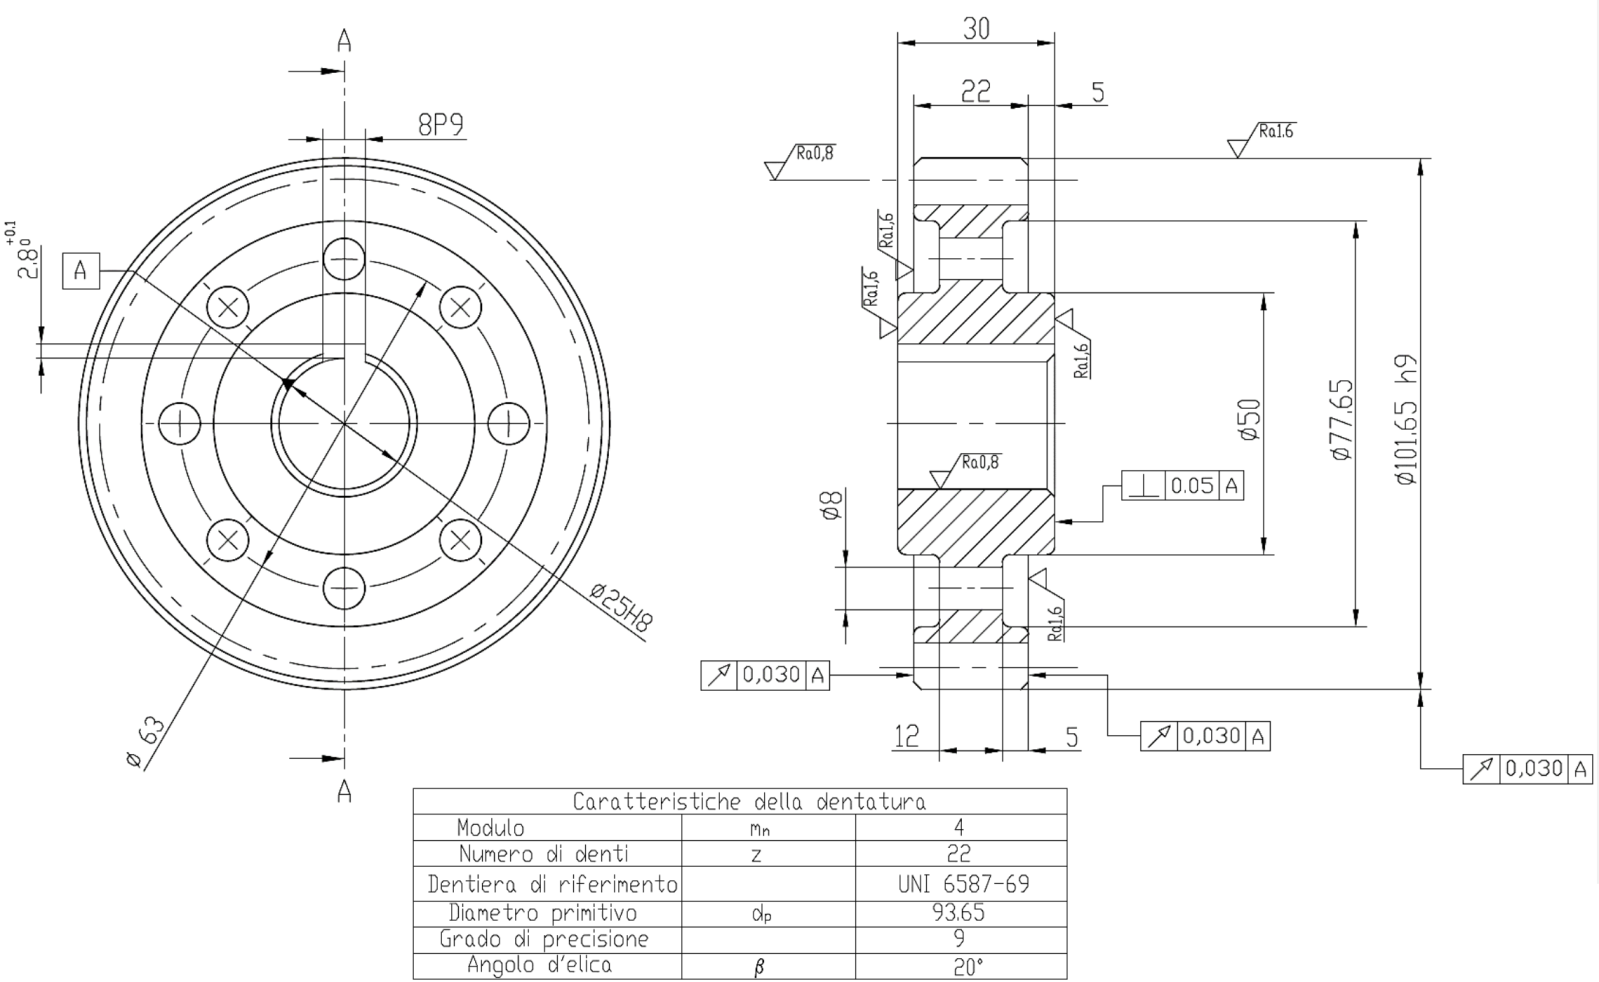 A
8P9
+0.1
2.8 0
A
Ø25H8
Ø 63
A
30
22
5
Ra0,8
Ra1.6
Ra1,6
Ra1,6
Ra1,6
Ra0,8
Ra1,6
Ø8
Ø50
Ø77.65
Ø101.65 h9
⊥ 0.05 A
↗ 0,030 A
↗ 0,030 A
↗ 0,030 A
12
5
Caratteristiche della dentatura
Modulo mn 4
Numero di denti z 22
Dentiera di riferimento UNI 6587-69
Diametro primitivo dp 93.65
Grado di precisione 9
Angolo d'elica β 20°